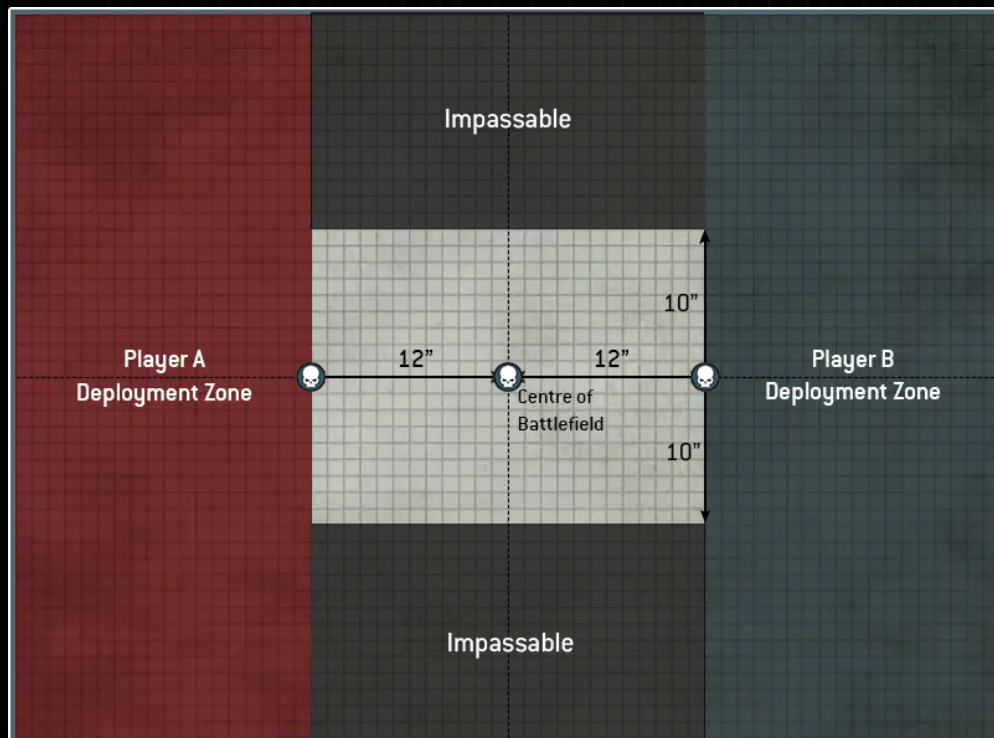 Impassable
10”
12”
12”
Player A
Deployment Zone
Player B
Deployment Zone
Centre of
Battlefield
10”
Impassable